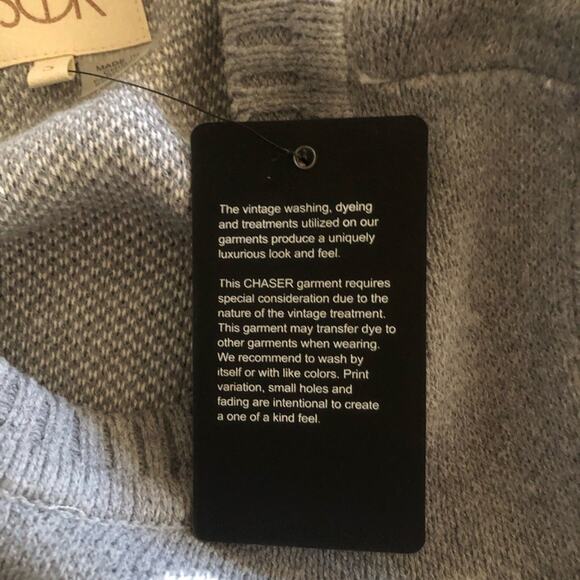 MADE
The vintage washing, dyeing
and treatments utilized on our
garments produce a uniquely
luxurious look and feel.
This CHASER garment requires
special consideration due to the
nature of the vintage treatment.
This garment may transfer dye to
other garments when wearing.
We recommend to wash by
itself or with like colors. Print
variation, small holes and
fading are intentional to create
a one of a kind feel.